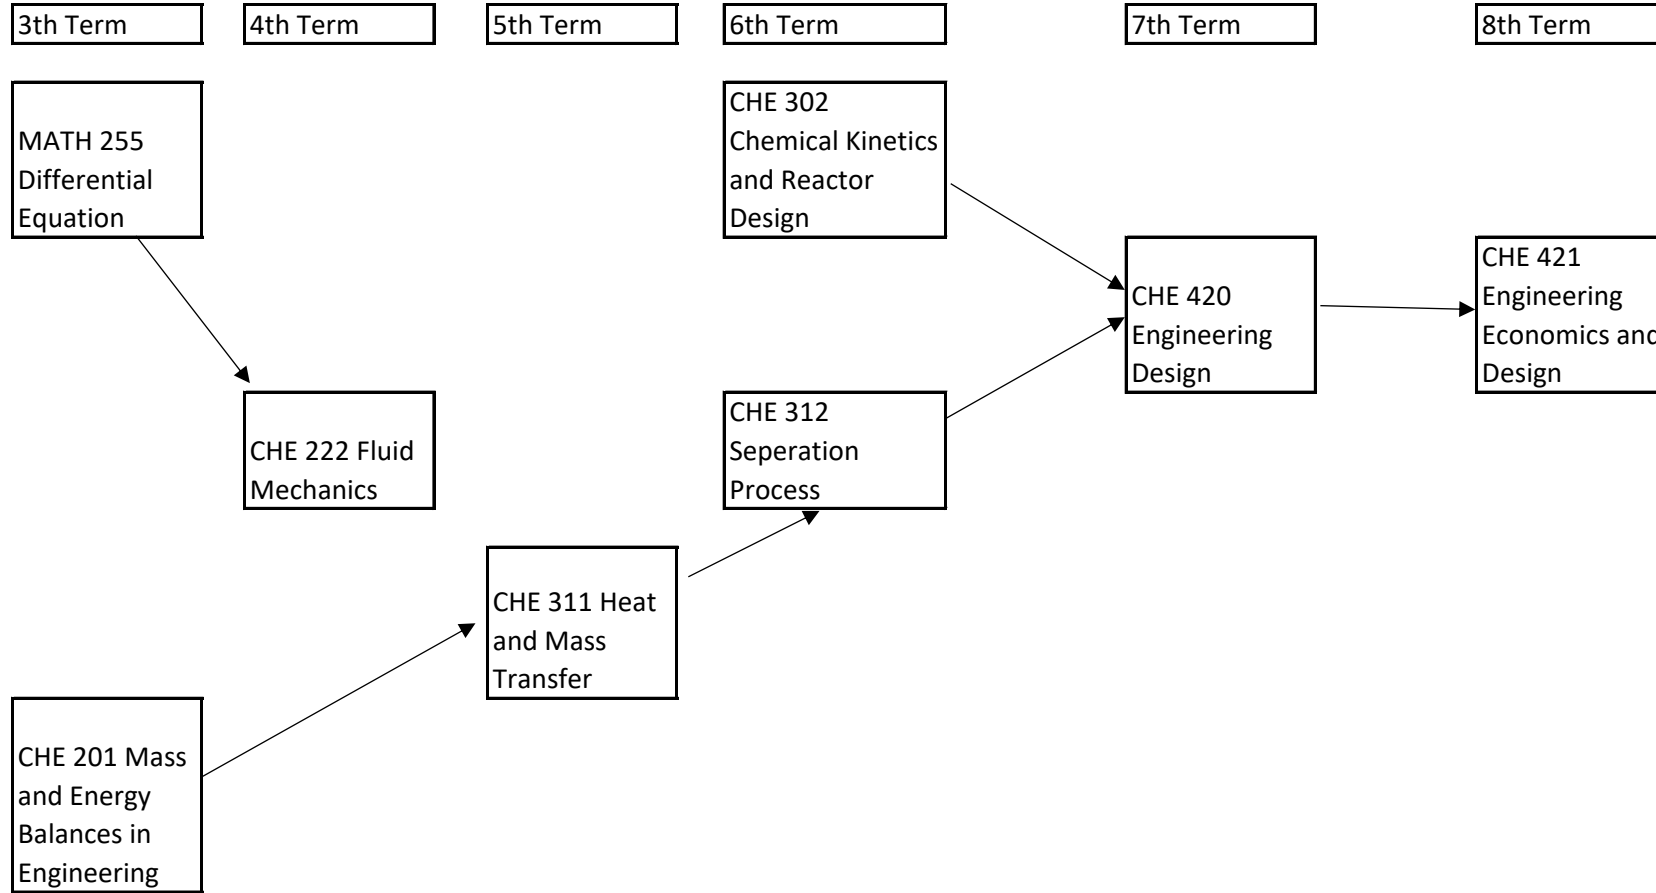 3th Term
4th Term
5th Term
6th Term
7th Term
8th Term
MATH 255
Differential
Equation
CHE 302
Chemical Kinetics
and Reactor
Design
CHE 420
Engineering
Design
CHE 421
Engineering
Economics and
Design
CHE 222 Fluid
Mechanics
CHE 312
Seperation
Process
CHE 311 Heat
and Mass
Transfer
CHE 201 Mass
and Energy
Balances in
Engineering